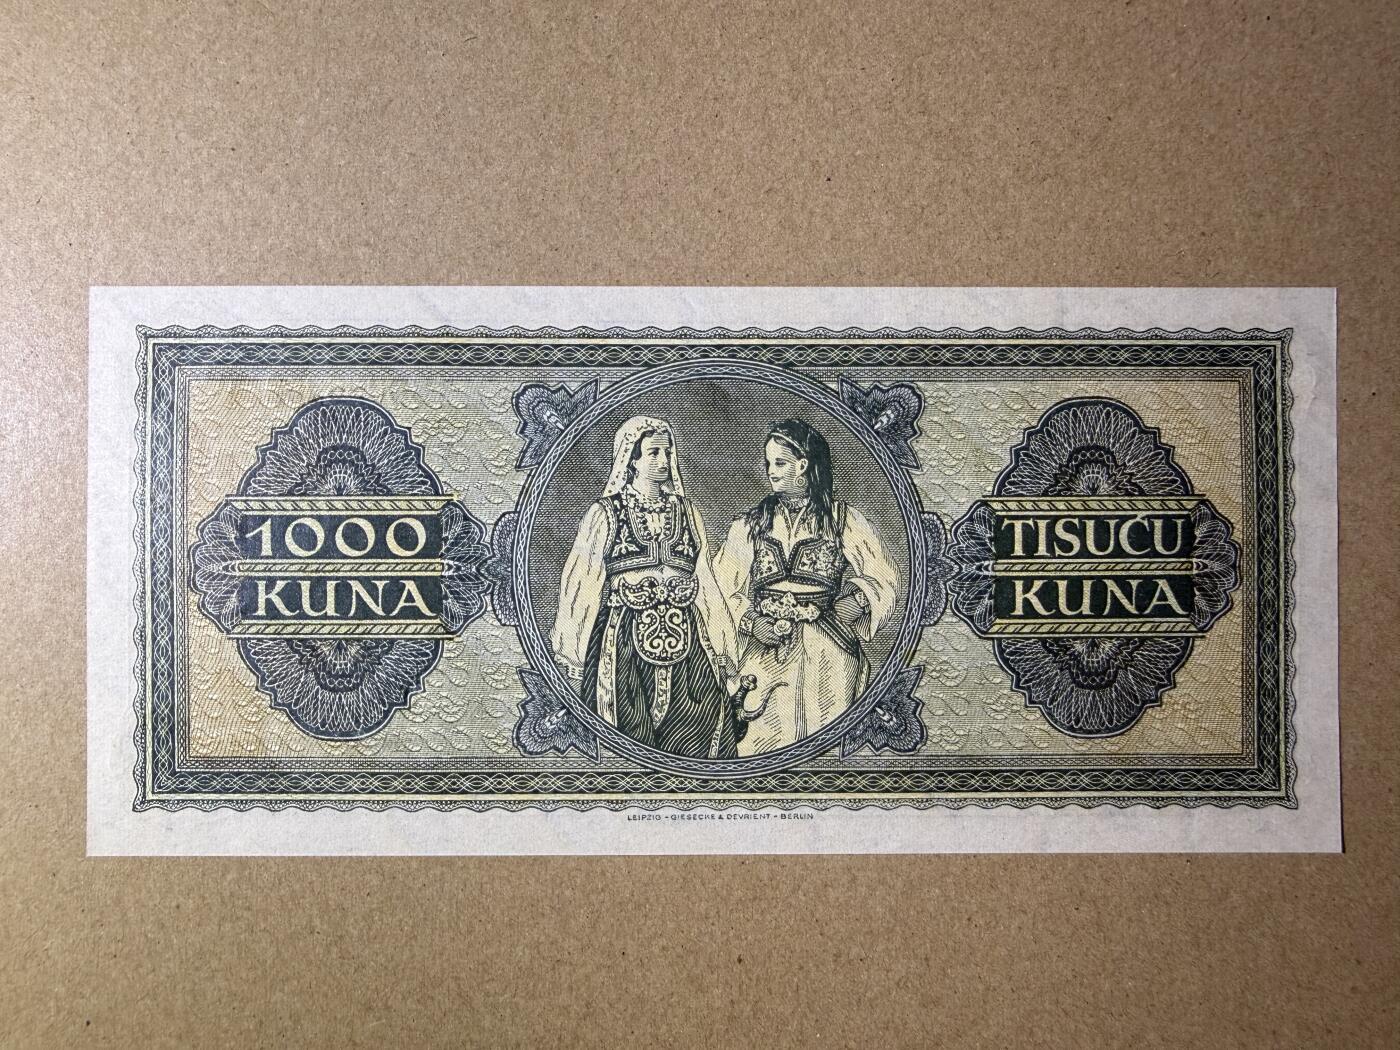 1000
KUNA
TISUĆU
KUNA
LEIPZIG - GIESECKE & DEVRIENT - BERLIN